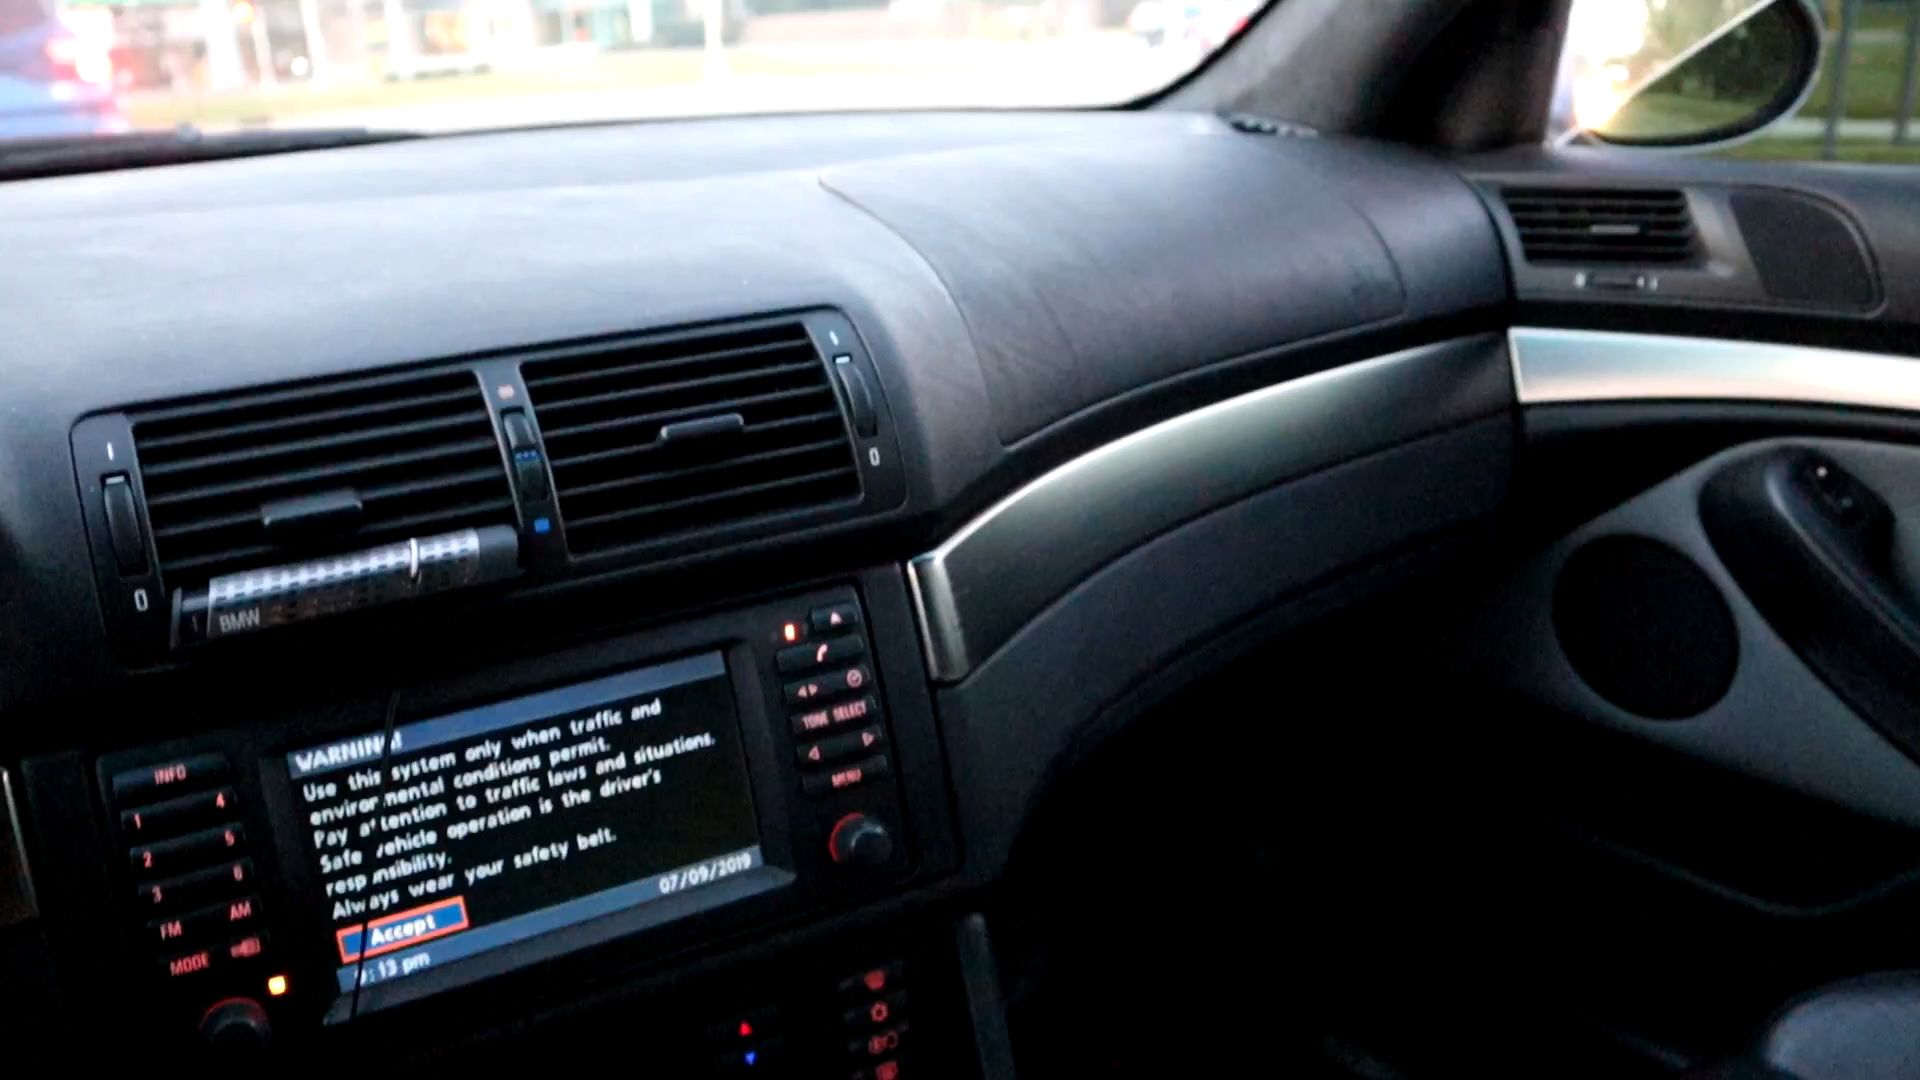 I
O
I
O
BMW
INFO
1 4
2 5
3 6
FM AM
MODE
WARNING!
Use this system only when traffic and
environmental conditions permit.
Pay attention to traffic laws and situations.
Safe vehicle operation is the driver's
responsibility.
Always wear your safety belt.
07/09/2019
Accept
13 pm
TONE SELECT
MENU